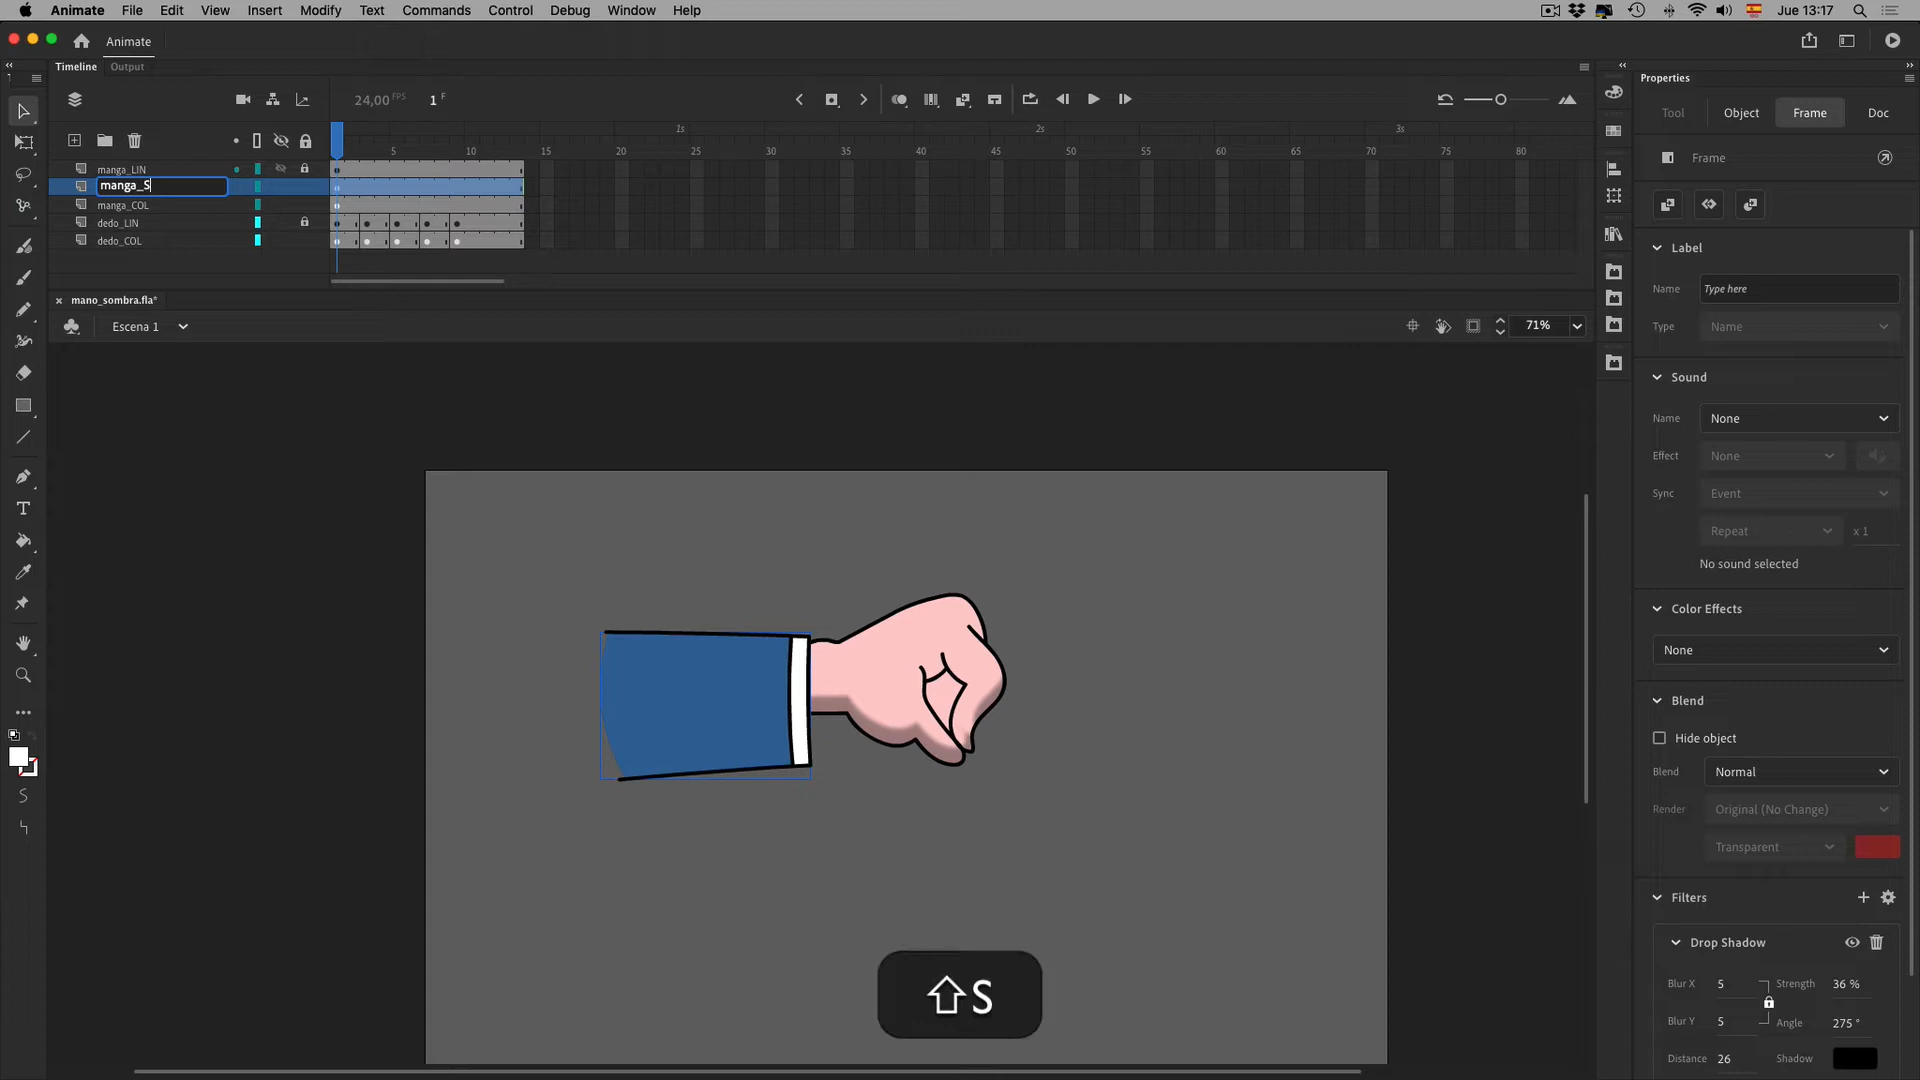 Animate File Edit View Insert Modify Text Commands Control Debug Window Help Jue 13:17
Animate
Timeline Output
24,00 FPS 1 F
1s 2s 3s
5 10 15 20 25 30 35 40 45 50 55 60 65 70 75 80
manga_LIN
manga_S
manga_COL
dedo_LIN
dedo_COL
mano_sombra.fla*
Escena 1 71%
Properties
Tool Object Frame Doc
Frame
Label
Name Type here
Type Name
Sound
Name None
Effect None
Sync Event
Repeat x 1
No sound selected
Color Effects
None
Blend
Hide object
Blend Normal
Render Original (No Change)
Transparent
Filters
Drop Shadow
Blur X 5 Strength 36 %
Blur Y 5 Angle 275 °
Distance 26 Shadow
⇧S